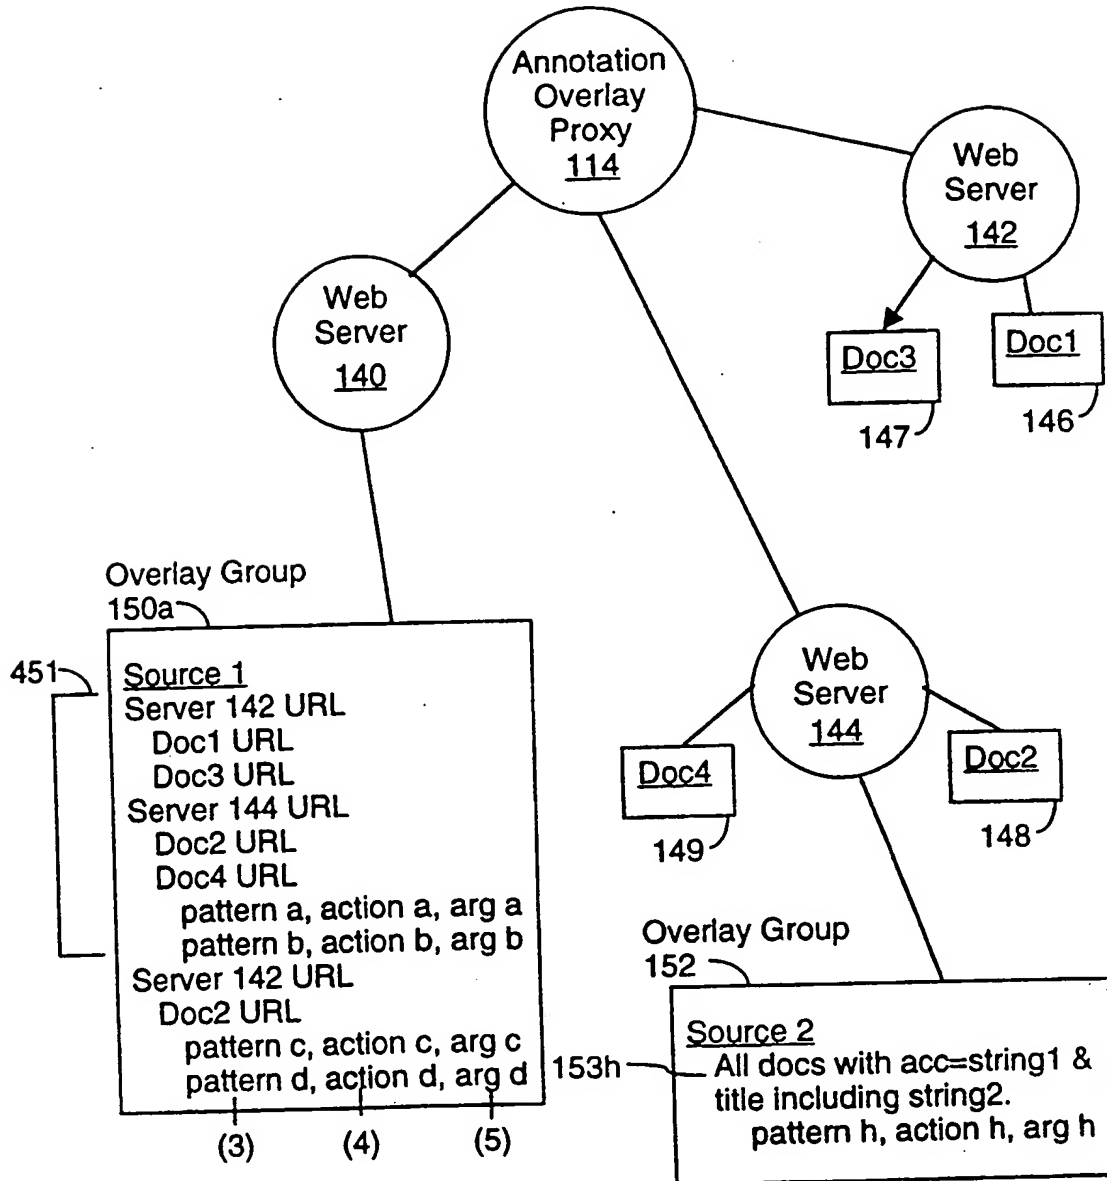 Annotation
Overlay
Proxy
114
Web
Server
142
Web
Server
140
Doc3
Doc1
147
146
Overlay Group
150a
451
Source 1
Server 142 URL
Doc1 URL
Doc3 URL
Server 144 URL
Doc2 URL
Doc4 URL
pattern a, action a, arg a
pattern b, action b, arg b
Server 142 URL
Doc2 URL
pattern c, action c, arg c
pattern d, action d, arg d
(3) (4) (5)
Web
Server
144
Doc4
Doc2
149
148
Overlay Group
152
153h
Source 2
All docs with acc=string1 &
title including string2.
pattern h, action h, arg h